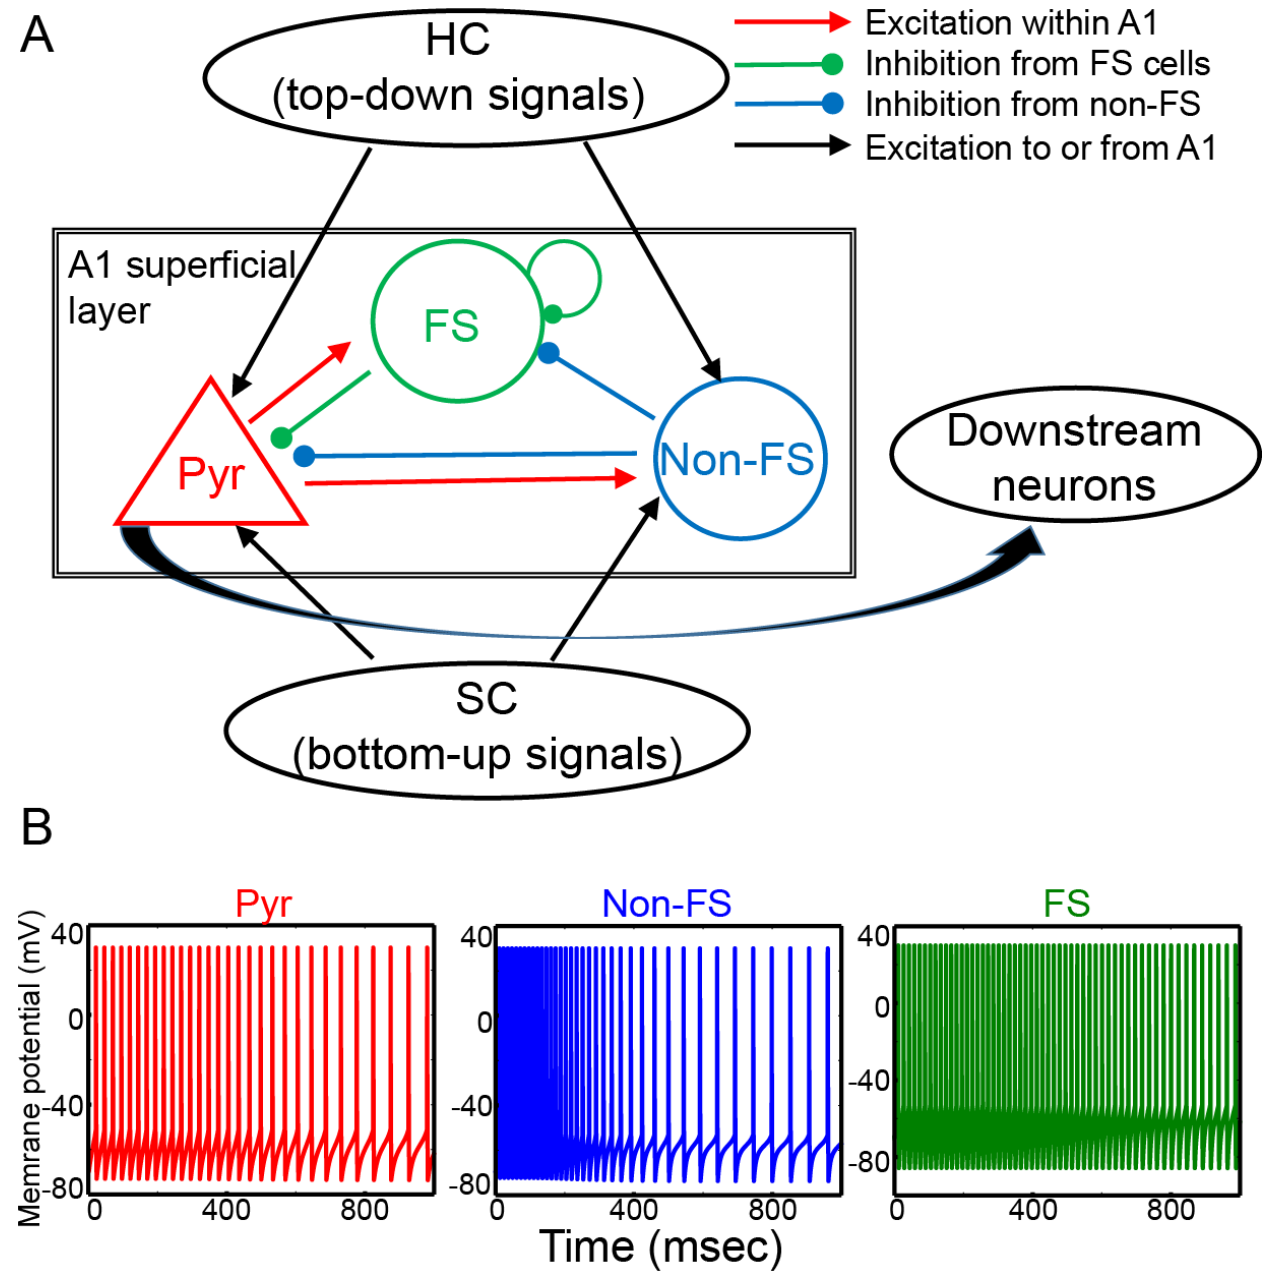 A
HC
(top-down signals)
Excitation within A1
Inhibition from FS cells
Inhibition from non-FS
Excitation to or from A1
A1 superficial
layer
FS
Pyr
Non-FS
Downstream
neurons
SC
(bottom-up signals)
B
Pyr
Non-FS
FS
Memrane potential (mV)
40
0
-40
-80
0
400
800
40
0
-40
-80
0
400
800
40
0
-40
-80
0
400
800
Time (msec)